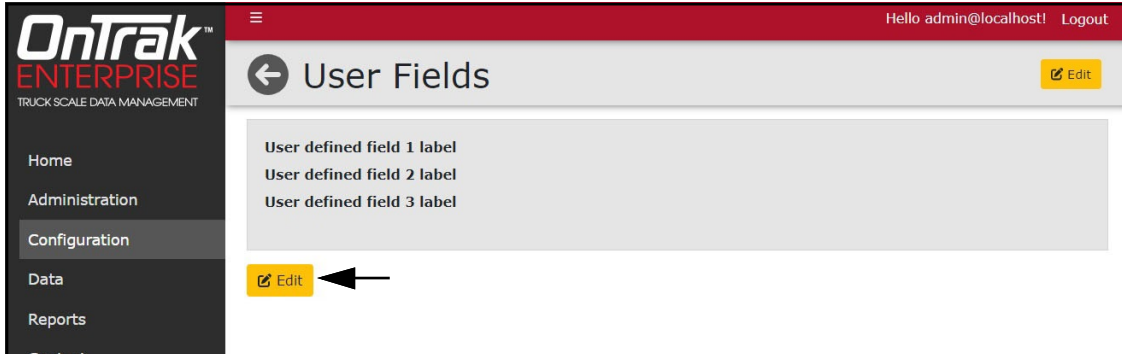 OnTrak™
ENTERPRISE
TRUCK SCALE DATA MANAGEMENT
Home
Administration
Configuration
Data
Reports
Hello admin@localhost! Logout
User Fields
Edit
User defined field 1 label
User defined field 2 label
User defined field 3 label
Edit